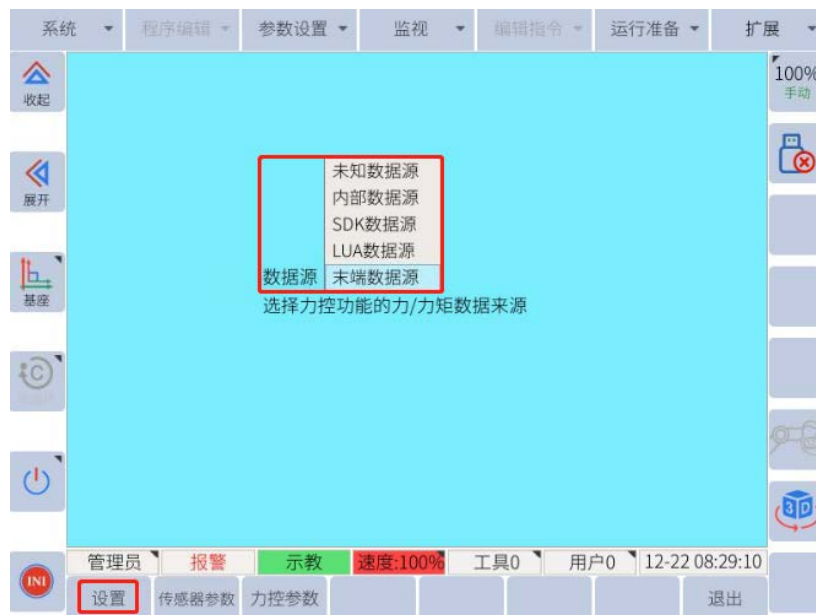 系统 程序编辑 参数设置 监视 编辑指令 运行准备 扩展
收起
100%
手动
展开
未知数据源
内部数据源
SDK数据源
LUA数据源
数据源 末端数据源
选择力控功能的力/力矩数据来源
基座
C
3D
管理员 报警 示教 速度:100% 工具0 用户0 12-22 08:29:10
INI
设置 传感器参数 力控参数 退出